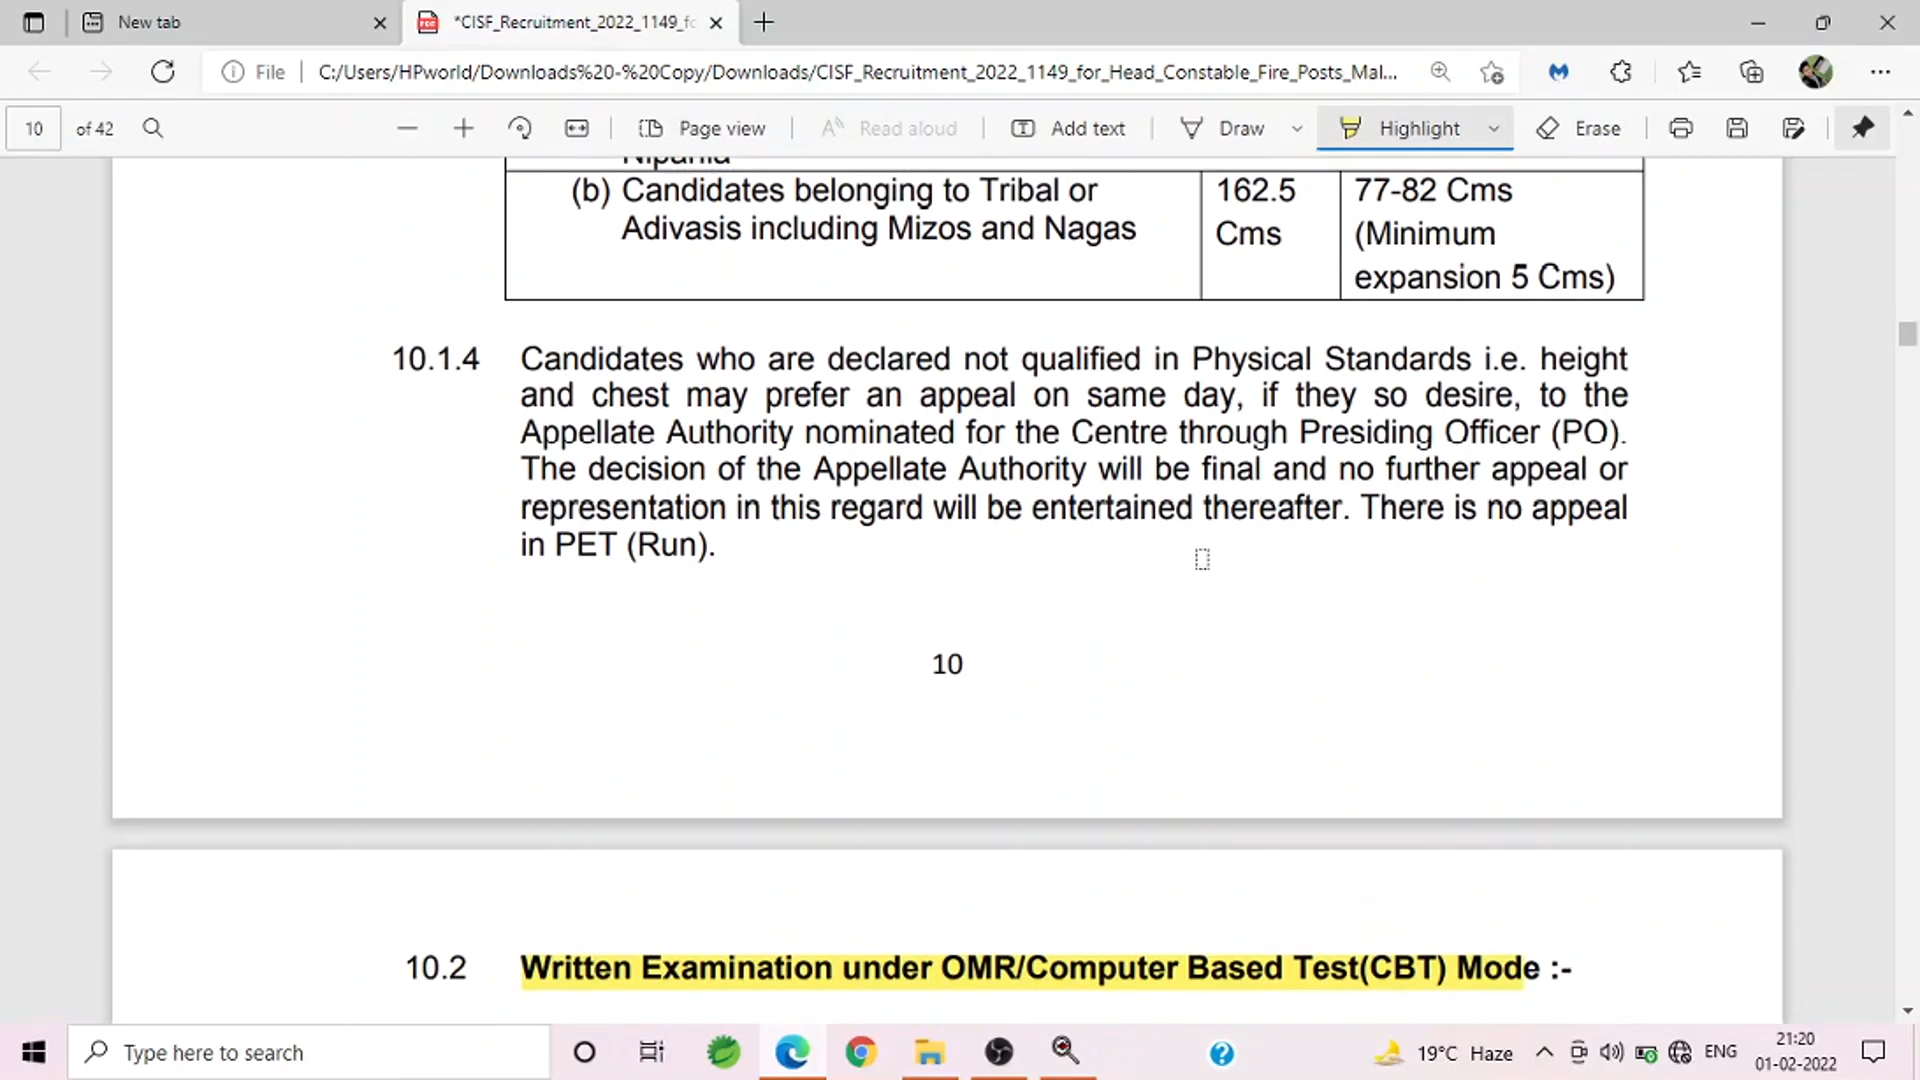 New tab
*CISF_Recruitment_2022_1149_fo
File
C:/Users/HPworld/Downloads%20-%20Copy/Downloads/CISF_Recruitment_2022_1149_for_Head_Constable_Fire_Posts_Mal...
10 of 42
Page view
Read aloud
Add text
Draw
Highlight
Erase
Nipania
(b) Candidates belonging to Tribal or 162.5 77-82 Cms
Adivasis including Mizos and Nagas Cms (Minimum
expansion 5 Cms)
10.1.4 Candidates who are declared not qualified in Physical Standards i.e. height
and chest may prefer an appeal on same day, if they so desire, to the
Appellate Authority nominated for the Centre through Presiding Officer (PO).
The decision of the Appellate Authority will be final and no further appeal or
representation in this regard will be entertained thereafter. There is no appeal
in PET (Run).
10
10.2 Written Examination under OMR/Computer Based Test(CBT) Mode :-
Type here to search
19°C Haze
ENG
21:20
01-02-2022